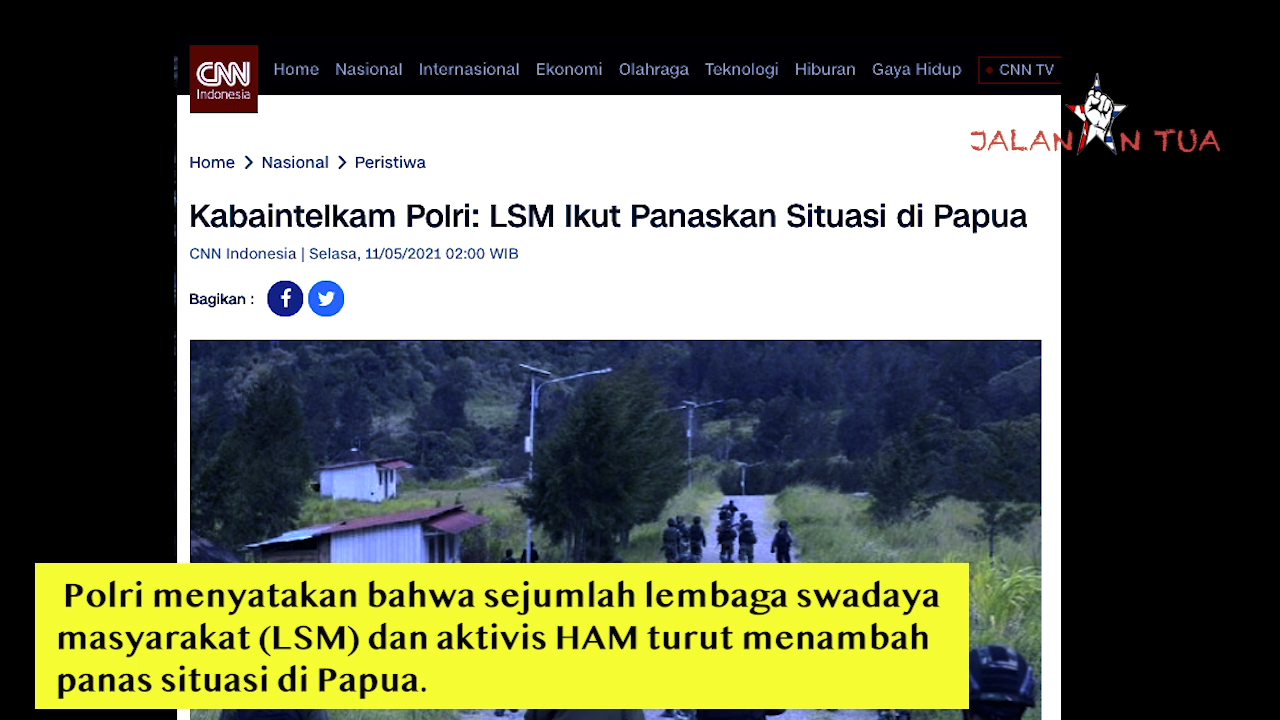 CNN
Indonesia
Home Nasional Internasional Ekonomi Olahraga Teknologi Hiburan Gaya Hidup CNN TV
JALANAN TUA
Home > Nasional > Peristiwa
Kabaintelkam Polri: LSM Ikut Panaskan Situasi di Papua
CNN Indonesia | Selasa, 11/05/2021 02:00 WIB
Bagikan :
Polri menyatakan bahwa sejumlah lembaga swadaya
masyarakat (LSM) dan aktivis HAM turut menambah
panas situasi di Papua.